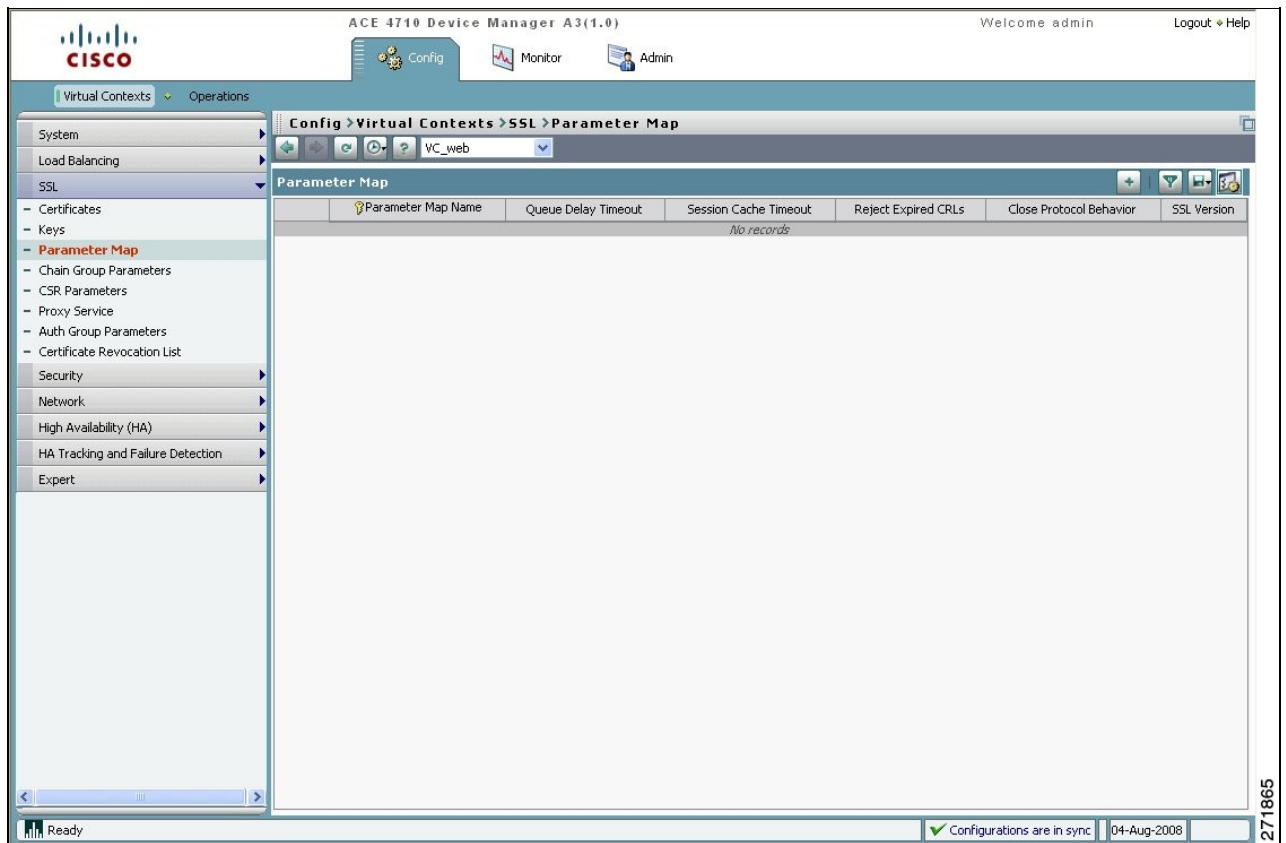 CISCO
ACE 4710 Device Manager A3(1.0)
Welcome admin
Logout Help
Config
Monitor
Admin
Virtual Contexts
Operations
System
Load Balancing
SSL
- Certificates
- Keys
- Parameter Map
- Chain Group Parameters
- CSR Parameters
- Proxy Service
- Auth Group Parameters
- Certificate Revocation List
Security
Network
High Availability (HA)
HA Tracking and Failure Detection
Expert
Config >Virtual Contexts >SSL >Parameter Map
? VC_web
Parameter Map
Parameter Map Name Queue Delay Timeout Session Cache Timeout Reject Expired CRLs Close Protocol Behavior SSL Version
No records
Ready
Configurations are in sync
04-Aug-2008
271865